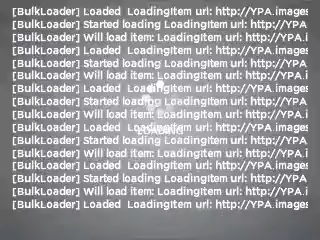 [BulkLoader] Loaded LoadingItem url: http://YPA.images
[BulkLoader] Started loading LoadingItem url: http://YPA
[BulkLoader] Will load item: LoadingItem url: http://YPA.i
[BulkLoader] Loaded LoadingItem url: http://YPA.images
[BulkLoader] Started loading LoadingItem url: http://YPA
[BulkLoader] Will load item: LoadingItem url: http://YPA.i
[BulkLoader] Loaded LoadingItem url: http://YPA.images
[BulkLoader] Started loading LoadingItem url: http://YPA
[BulkLoader] Will load item: LoadingItem url: http://YPA.i
[BulkLoader] Loaded LoadingItem url: http://YPA.images
LOADING
[BulkLoader] Started loading LoadingItem url: http://YPA
[BulkLoader] Will load item: LoadingItem url: http://YPA.i
[BulkLoader] Loaded LoadingItem url: http://YPA.images
[BulkLoader] Started loading LoadingItem url: http://YPA
[BulkLoader] Will load item: LoadingItem url: http://YPA.i
[BulkLoader] Loaded LoadingItem url: http://YPA.images